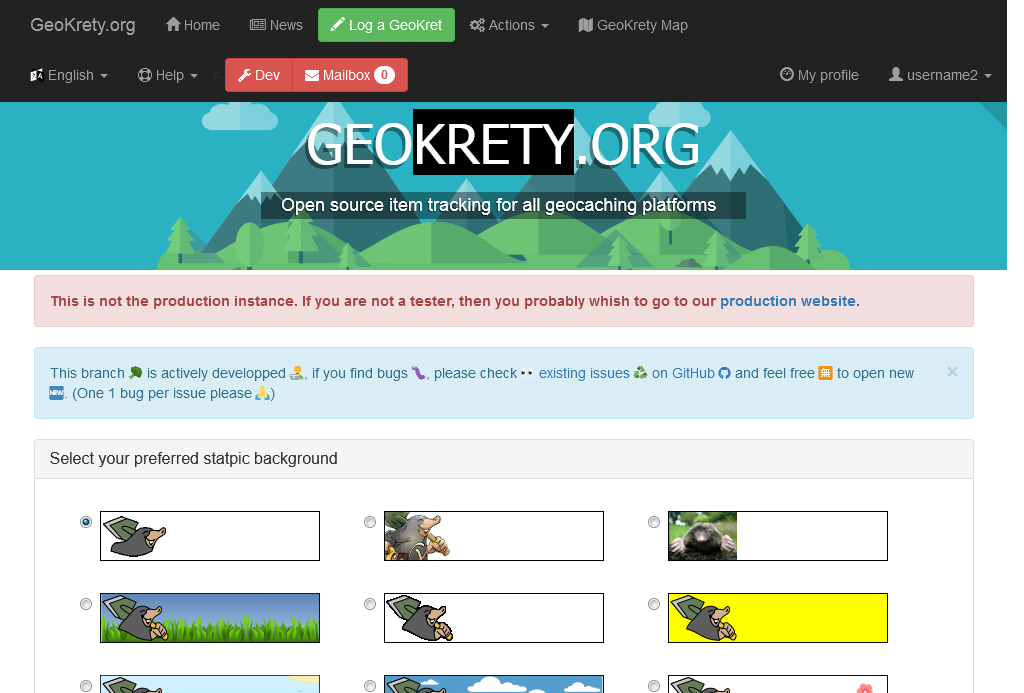 GeoKrety.org Home News Log a GeoKret Actions GeoKrety Map
English Help < Dev Mailbox 0 My profile username2
GEOKRETY.ORG
Open source item tracking for all geocaching platforms
This is not the production instance. If you are not a tester, then you probably whish to go to our production website.
This branch 🌳 is actively developped 👨‍💻, if you find bugs 🐛, please check 👀 existing issues ♻ on GitHub and feel free 🈚 to open new ×
🆕. (One 1 bug per issue please 🙏)
Select your preferred statpic background